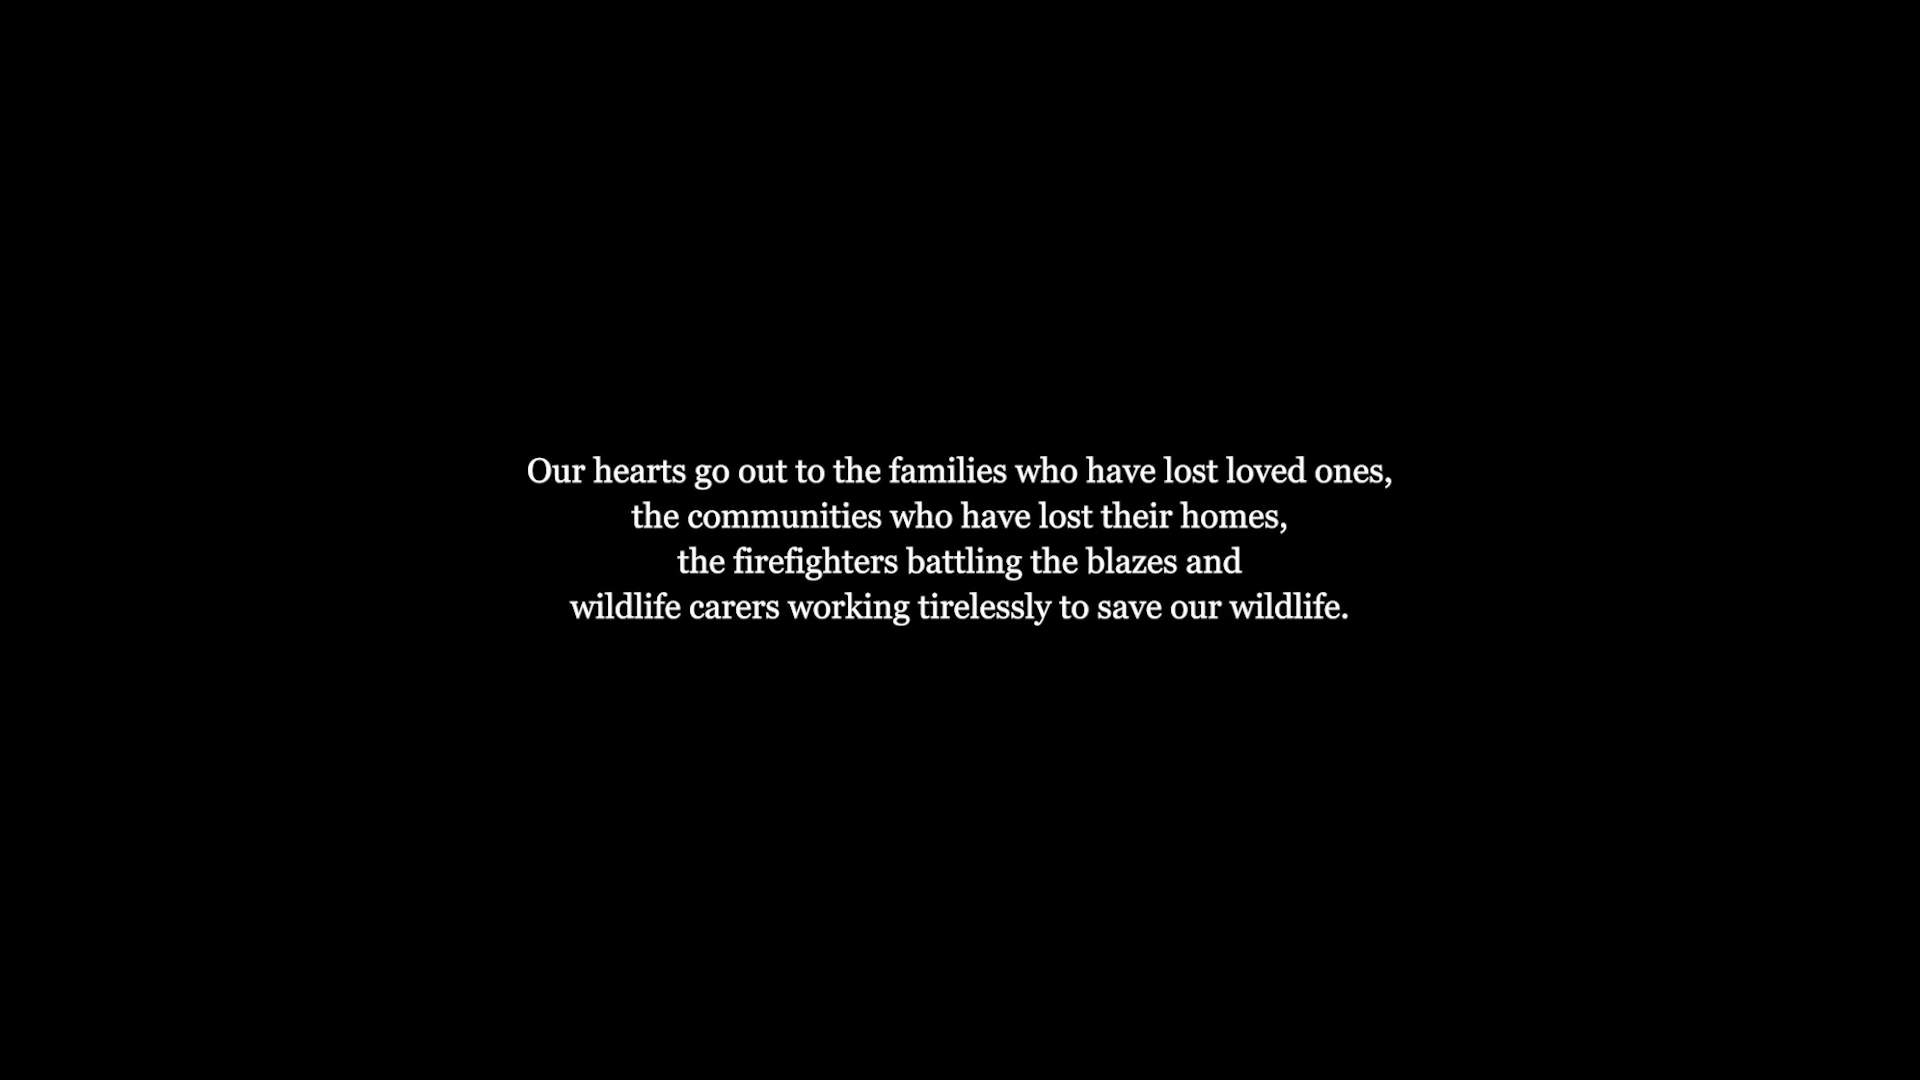 Our hearts go out to the families who have lost loved ones,
the communities who have lost their homes,
the firefighters battling the blazes and
wildlife carers working tirelessly to save our wildlife.